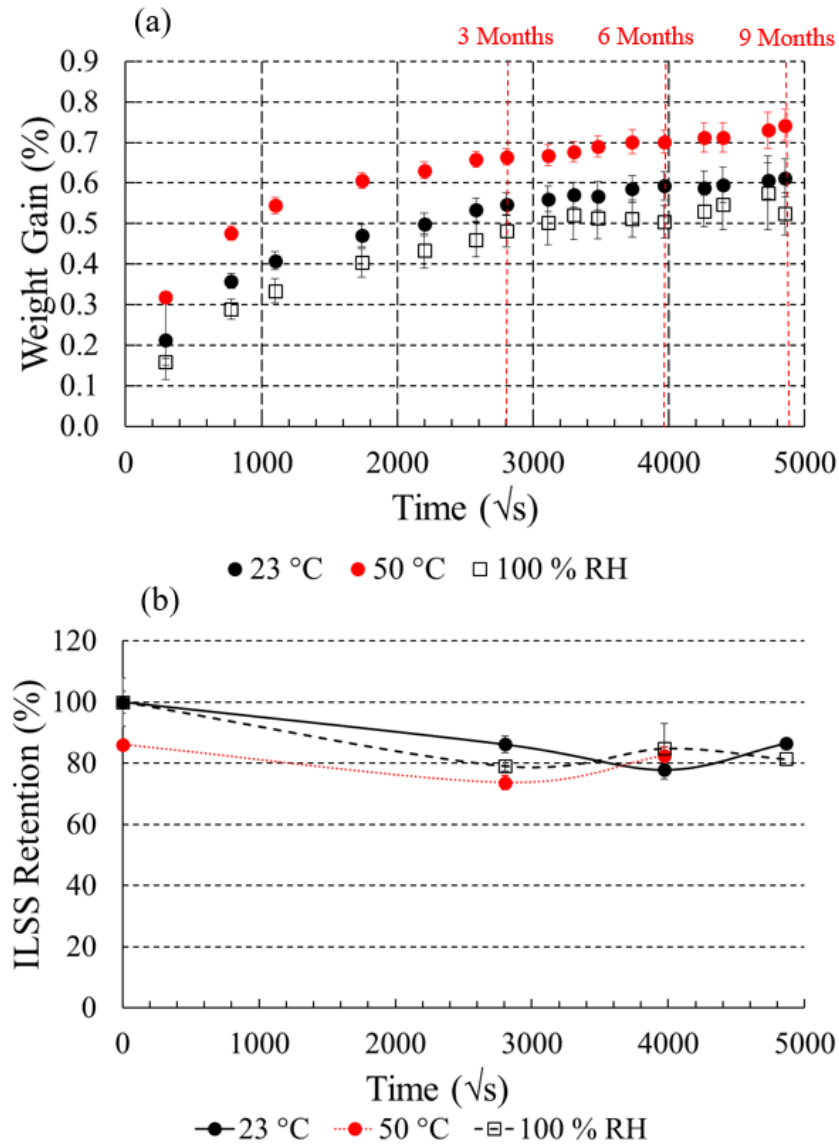 (a)
3 Months 6 Months 9 Months
Weight Gain (%)
0.9
0.8
0.7
0.6
0.5
0.4
0.3
0.2
0.1
0.0
0 1000 2000 3000 4000 5000
Time (√s)
23 °C 50 °C 100 % RH
(b)
ILSS Retention (%)
120
100
80
60
40
20
0
0 1000 2000 3000 4000 5000
Time (√s)
23 °C 50 °C 100 % RH